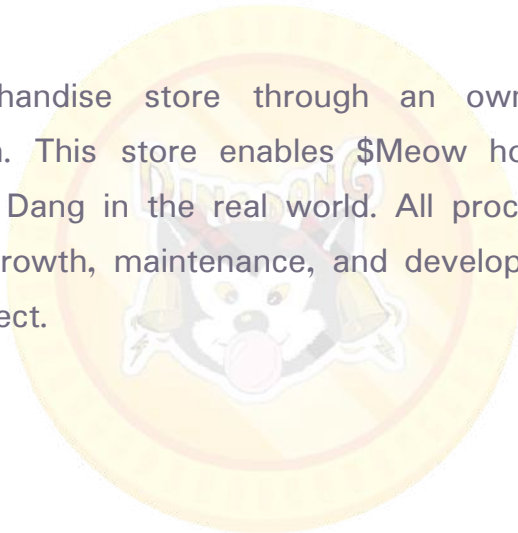 handise store through an own
. This store enables $Meow ho
Dang in the real world. All proc
rowth, maintenance, and develop
ect.
DINGDONG